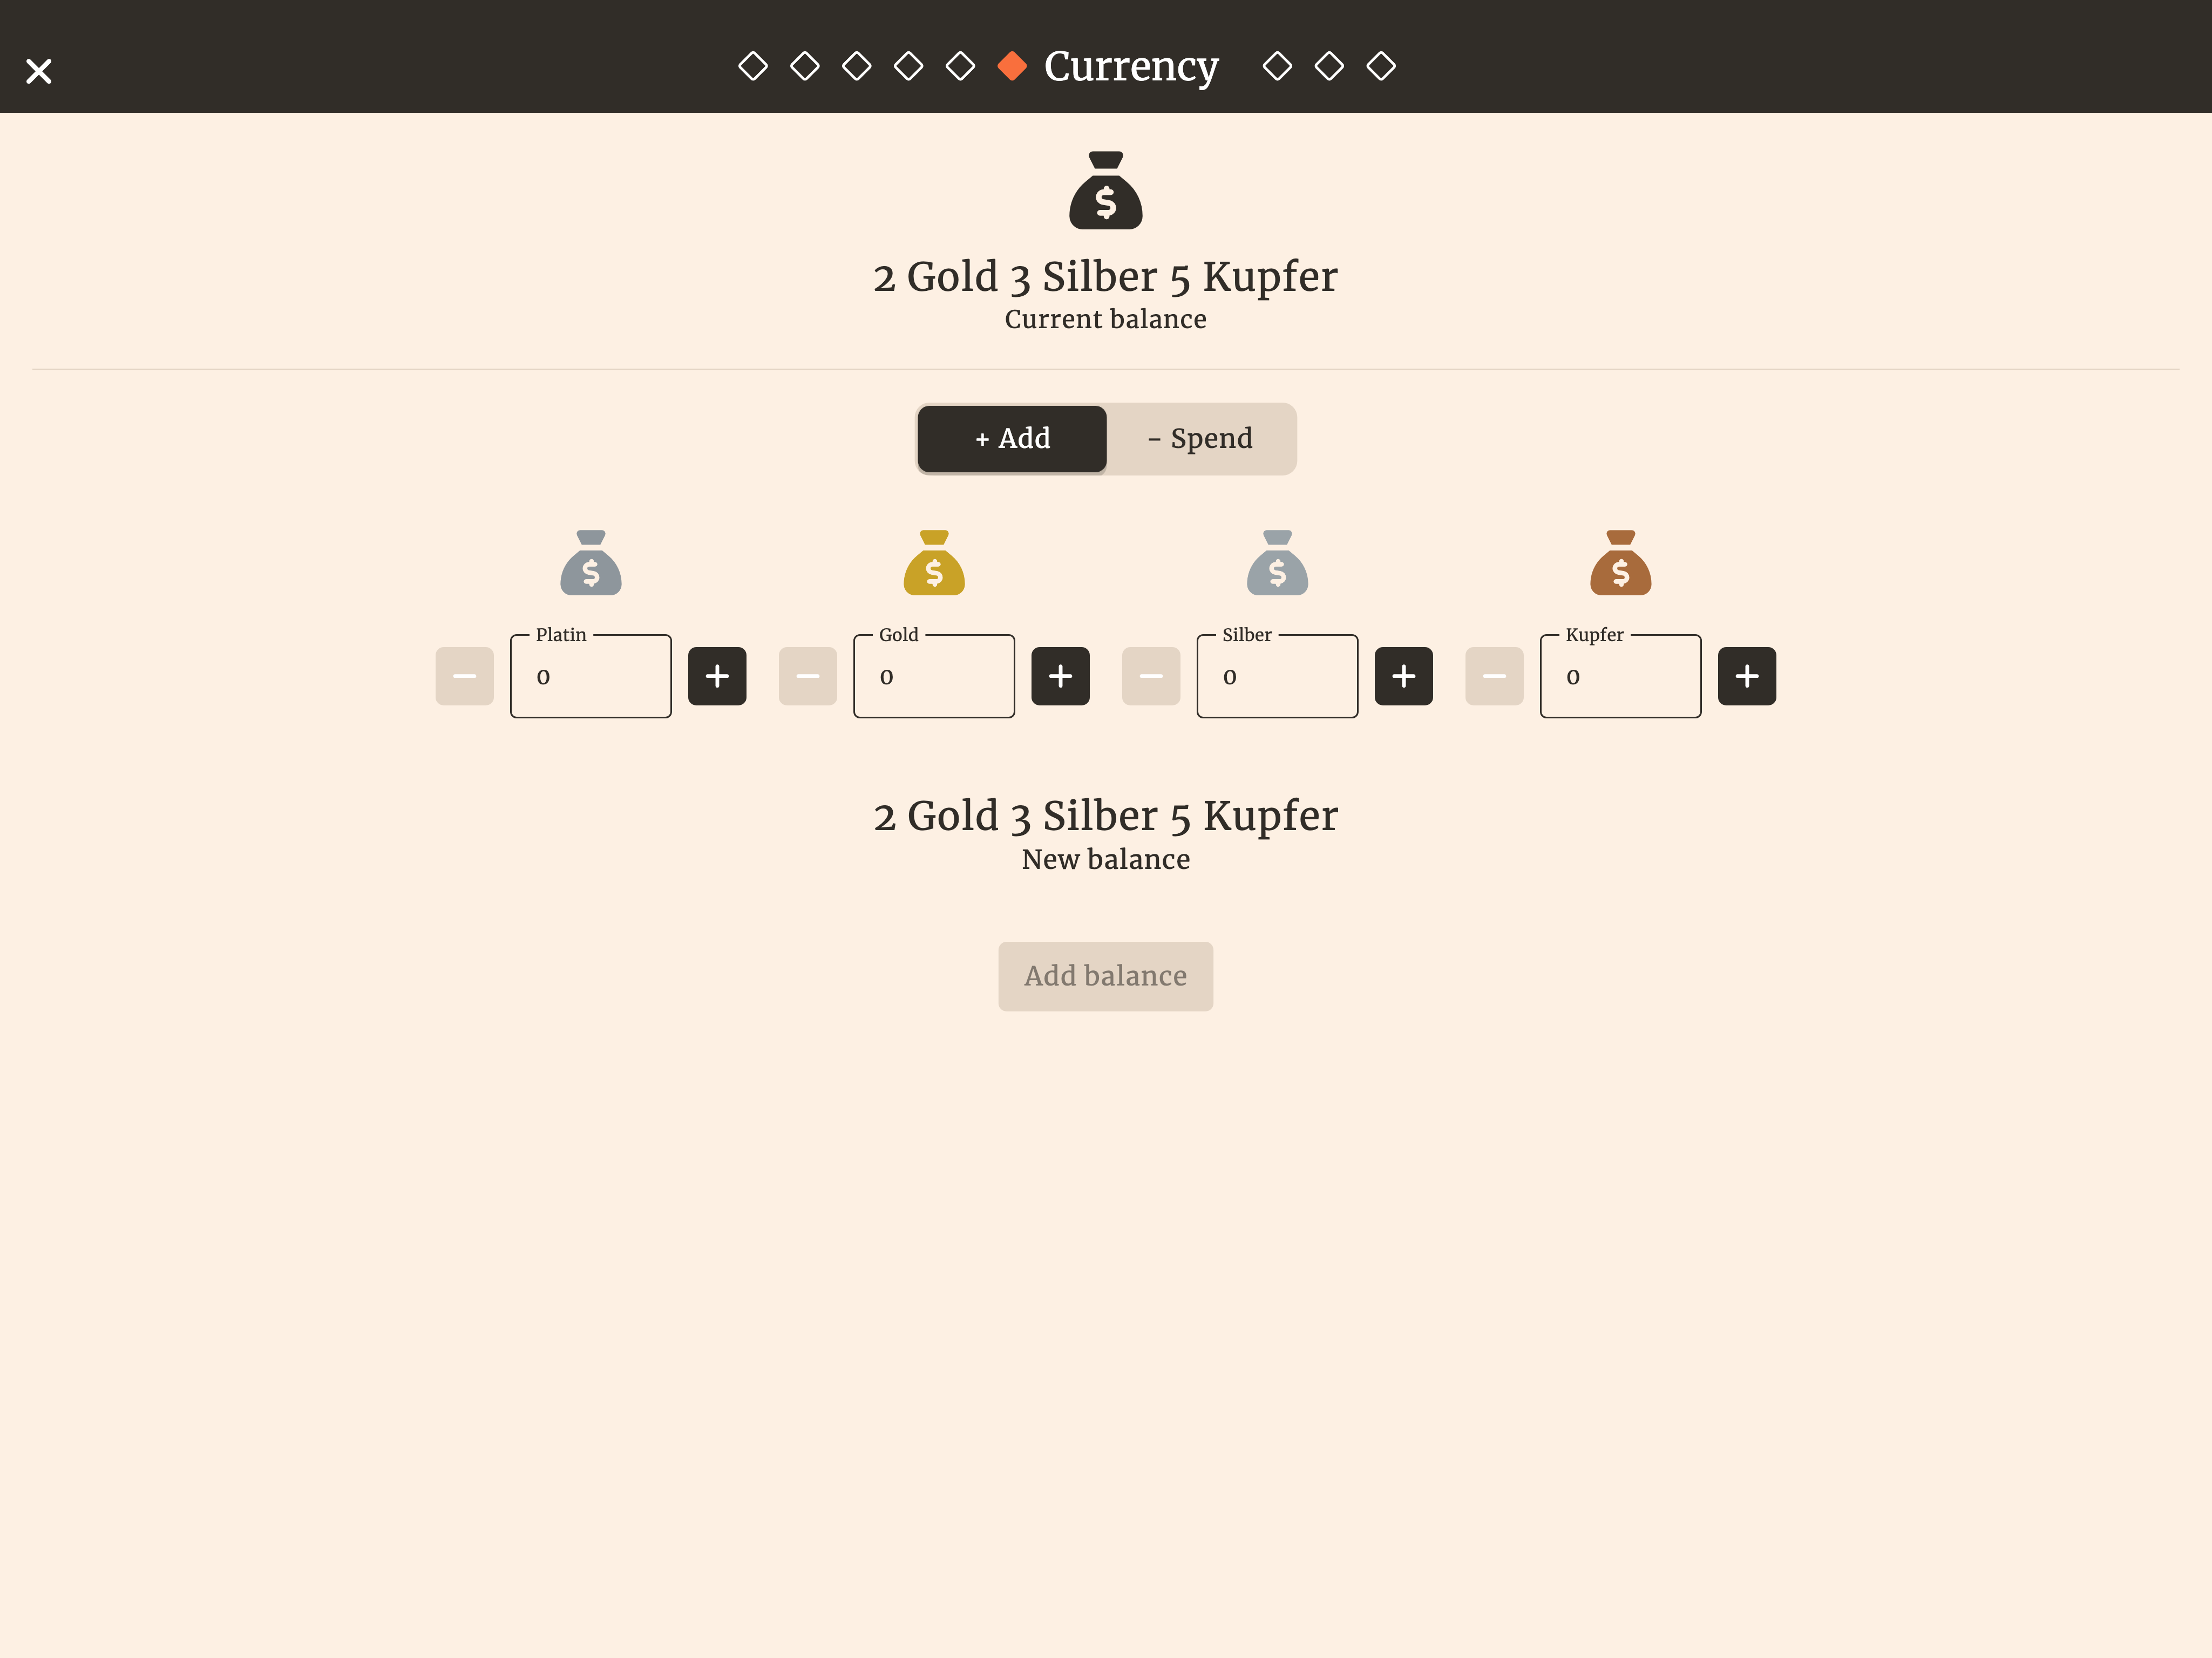 Currency
2 Gold 3 Silber 5 Kupfer
Current balance
+ Add
- Spend
Platin
Gold
Silber
Kupfer
0
0
0
0
2 Gold 3 Silber 5 Kupfer
New balance
Add balance